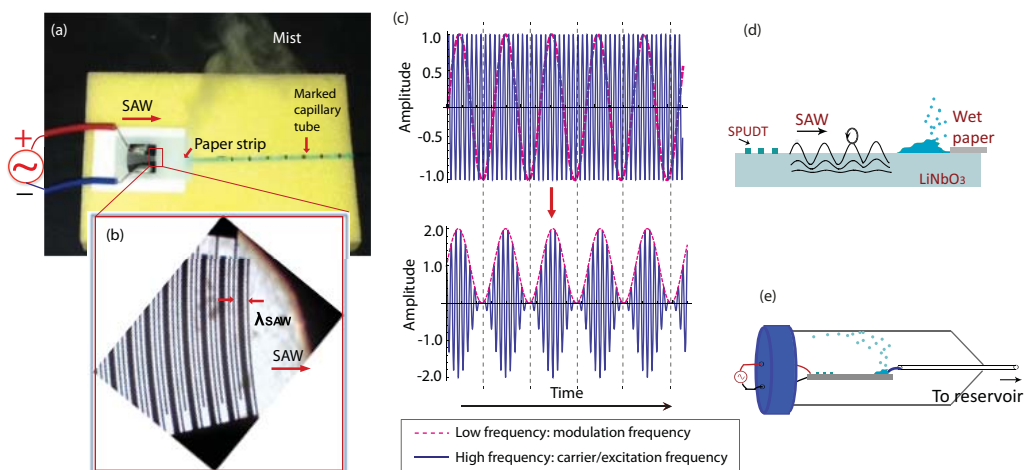 (a)
Mist
SAW
Marked
capillary
tube
Paper strip
+
−
(b)
λSAW
SAW
(c)
Amplitude
1.0
0.5
-0.5
-1.0
Amplitude
2.0
1.0
-1.0
2.0
Time
Low frequency: modulation frequency
High frequency: carrier/excitation frequency
(d)
SPUDT
SAW
Wet
paper
LiNbO3
(e)
To reservoir